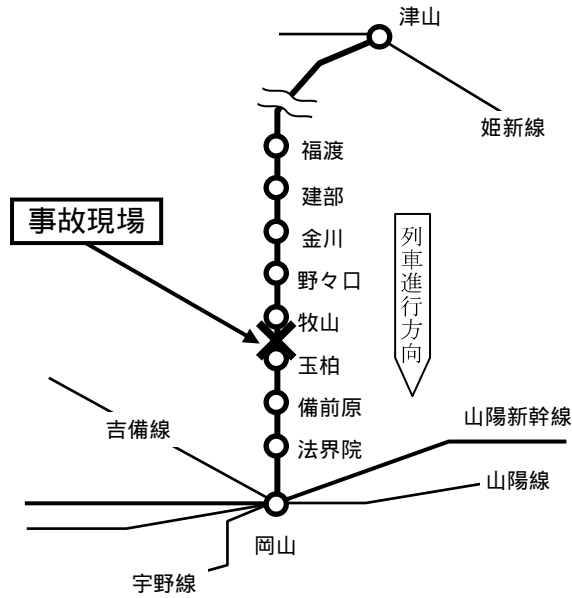 津山
姫新線
福渡
建部
事故現場
金川
列車進行方向
野々口
牧山
玉柏
備前原
山陽新幹線
吉備線
法界院
山陽線
岡山
宇野線